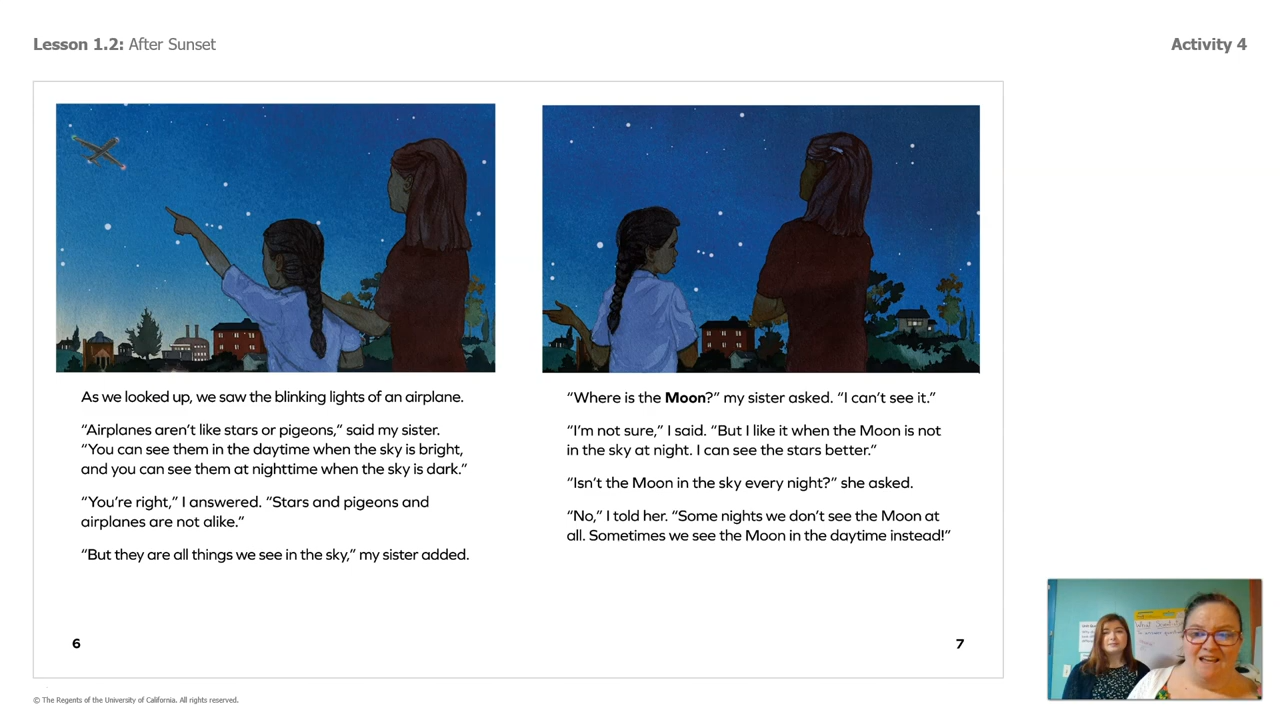 Lesson 1.2: After Sunset
Activity 4
As we looked up, we saw the blinking lights of an airplane.
“Airplanes aren’t like stars or pigeons,” said my sister.
“You can see them in the daytime when the sky is bright,
and you can see them at nighttime when the sky is dark.”
“You’re right,” I answered. “Stars and pigeons and
airplanes are not alike.”
“But they are all things we see in the sky,” my sister added.
6
“Where is the Moon?” my sister asked. “I can’t see it.”
“I’m not sure,” I said. “But I like it when the Moon is not
in the sky at night. I can see the stars better.”
“Isn’t the Moon in the sky every night?” she asked.
“No,” I told her. “Some nights we don’t see the Moon at
all. Sometimes we see the Moon in the daytime instead!”
7
© The Regents of the University of California. All rights reserved.